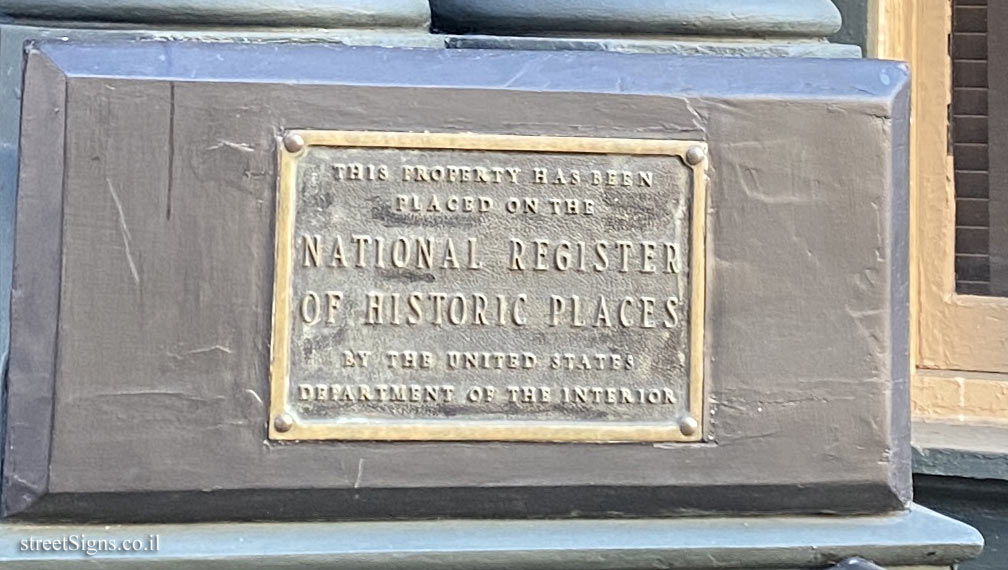 THIS PROPERTY HAS BEEN
PLACED ON THE
NATIONAL REGISTER
OF HISTORIC PLACES
BY THE UNITED STATES
DEPARTMENT OF THE INTERIOR
streetSigns.co.il